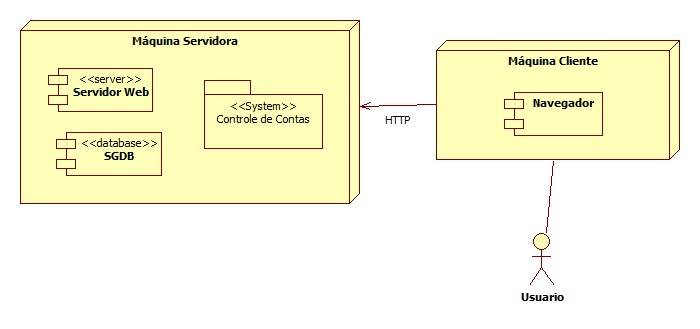 Máquina Servidora
<<server>>
Servidor Web
<<database>>
SGDB
<<System>>
Controle de Contas
HTTP
Máquina Cliente
Navegador
Usuario